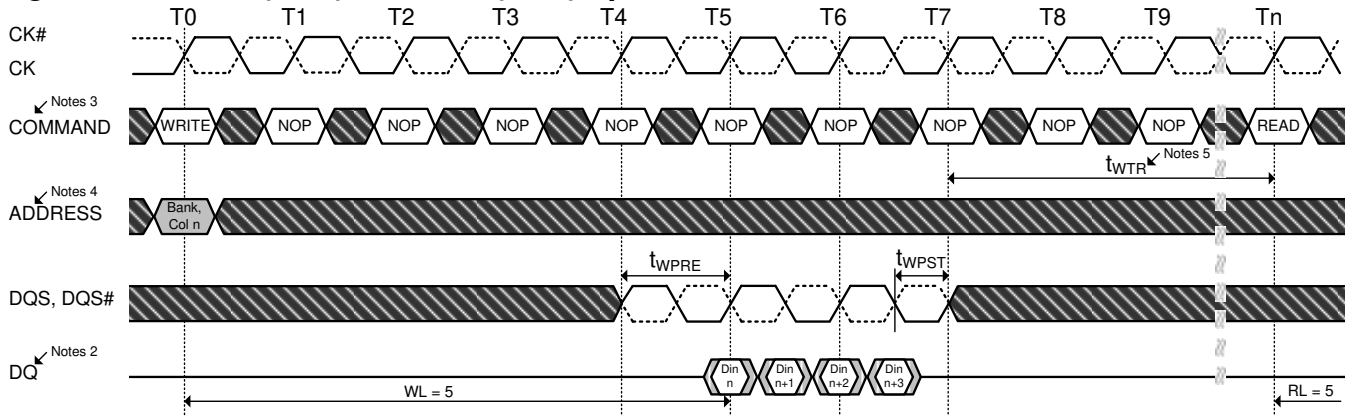 T0 T1 T2 T3 T4 T5 T6 T7 T8 T9 Tn
CK#
CK
Notes 3
COMMAND WRITE NOP NOP NOP NOP NOP NOP NOP NOP NOP READ
tWTR Notes 5
Notes 4
ADDRESS Bank,
Col n
tWPRE tWPST
DQS, DQS#
Notes 2
DQ Din Din Din Din
n n+1 n+2 n+3
WL = 5 RL = 5